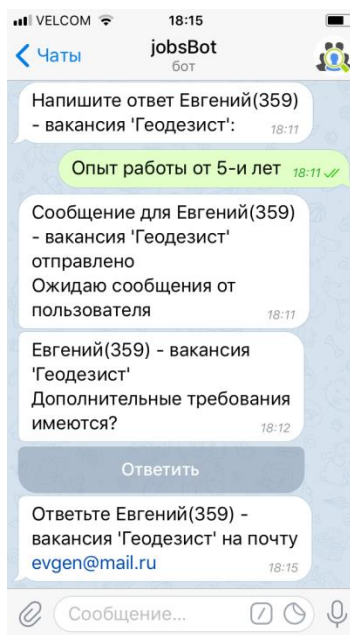 VELCOM 18:15
Чаты jobsBot
бот
Напишите ответ Евгений(359)
- вакансия 'Геодезист': 18:11
Опыт работы от 5-и лет 18:11
Сообщение для Евгений(359)
- вакансия 'Геодезист'
отправлено
Ожидаю сообщения от
пользователя 18:11
Евгений(359) - вакансия
'Геодезист'
Дополнительные требования
имеются? 18:12
Ответить
Ответьте Евгений(359) -
вакансия 'Геодезист' на почту
evgen@mail.ru 18:15
Сообщение...